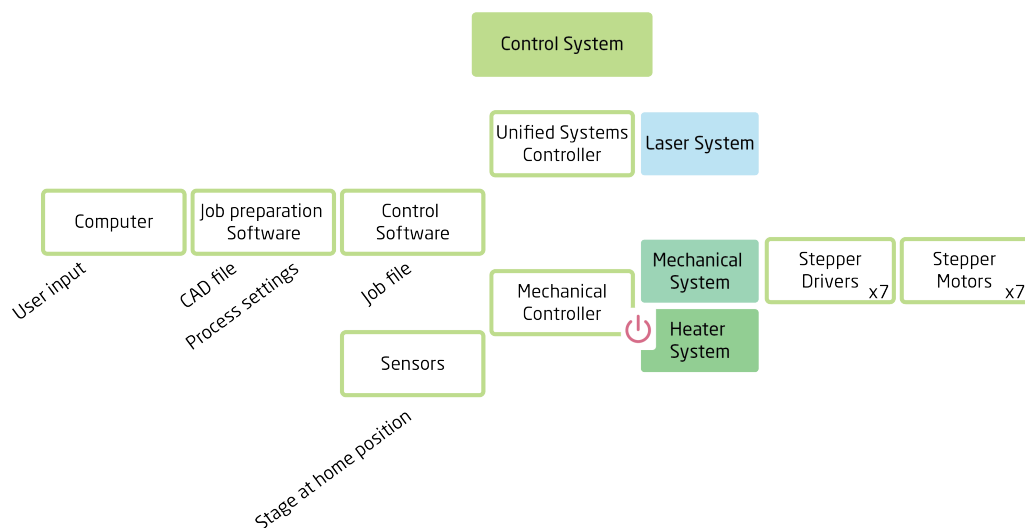 Control System
Unified Systems
Controller
Laser System
Computer
Job preparation
Software
Control
Software
User input
CAD file
Process settings
Job file
Mechanical
Controller
Mechanical
System
Stepper
Drivers
x7
Stepper
Motors
x7
Heater
System
Sensors
Stage at home position